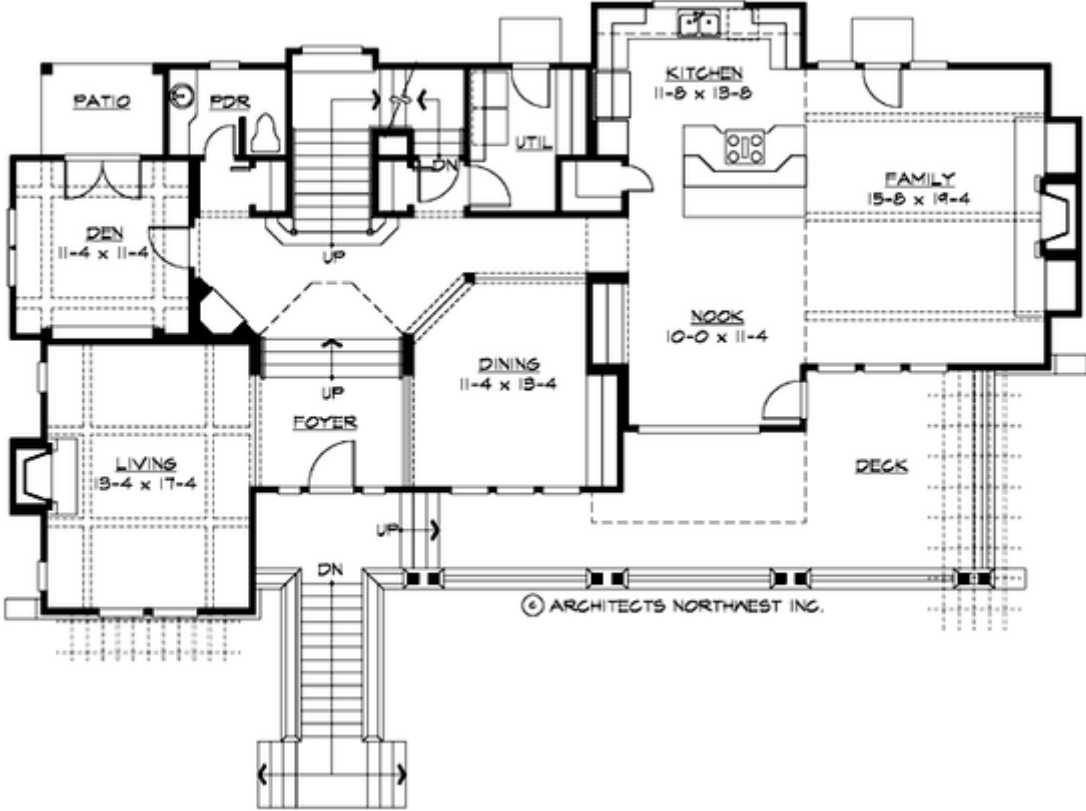 KITCHEN
11-8 x 13-8
PATIO
PDR
UTIL
DN
FAMILY
15-8 x 19-4
DEN
11-4 x 11-4
UP
NOOK
10-0 x 11-4
DINING
11-4 x 13-4
UP
FOYER
LIVING
13-4 x 17-4
DECK
UP
DN
© ARCHITECTS NORTHWEST INC.